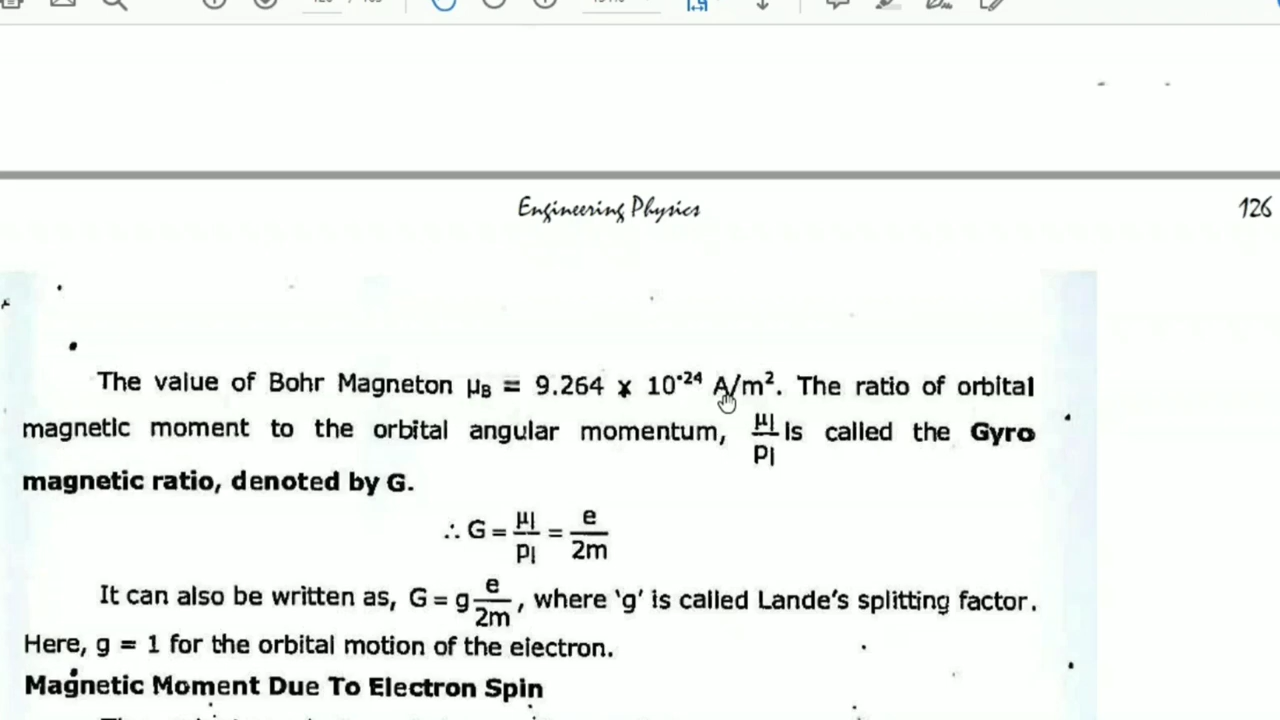 Engineering Physics
126
The value of Bohr Magneton μB = 9.264 x 10-24 A/m². The ratio of orbital
magnetic moment to the orbital angular momentum, μl/pl is called the Gyro
magnetic ratio, denoted by G.
∴ G = μl/pl = e/2m
It can also be written as, G = g e/2m, where 'g' is called Lande's splitting factor.
Here, g = 1 for the orbital motion of the electron.
Magnetic Moment Due To Electron Spin